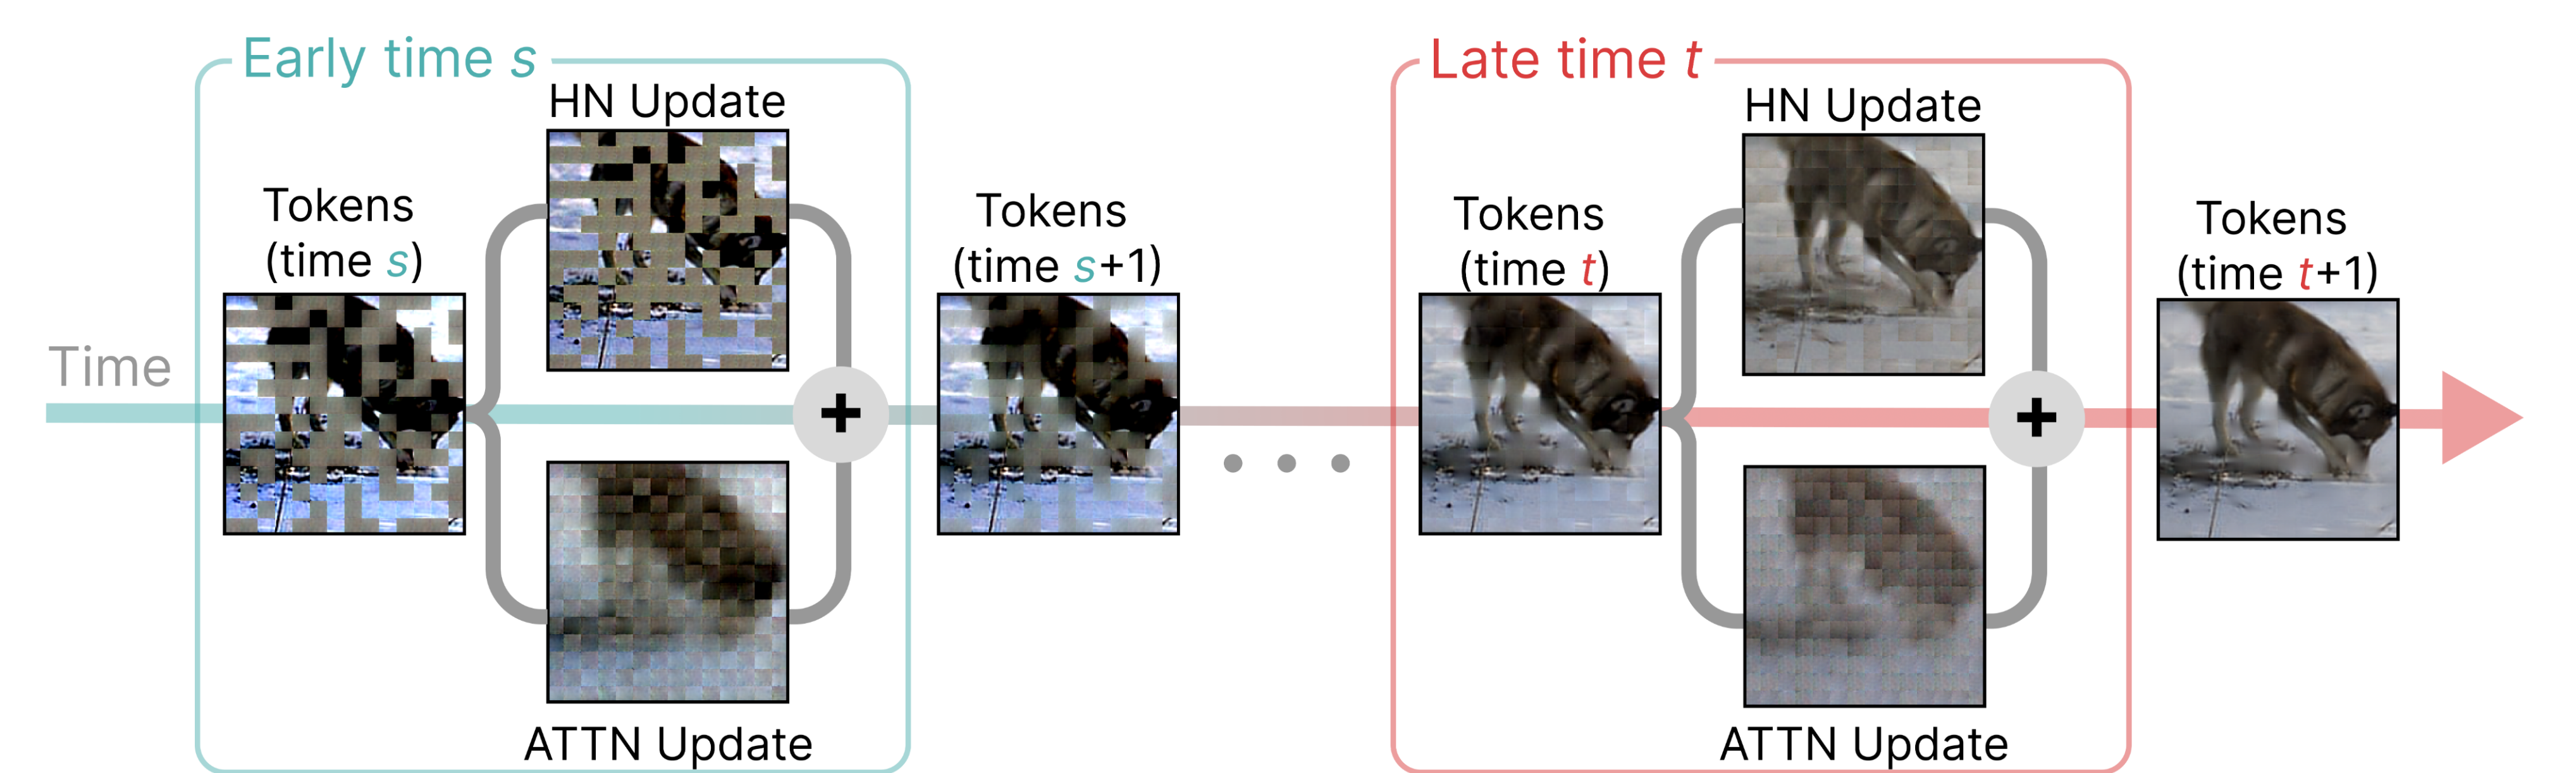 Early time s
HN Update
Tokens
(time s)
Time
ATTN Update
Tokens
(time s+1)
Late time t
HN Update
Tokens
(time t)
ATTN Update
Tokens
(time t+1)